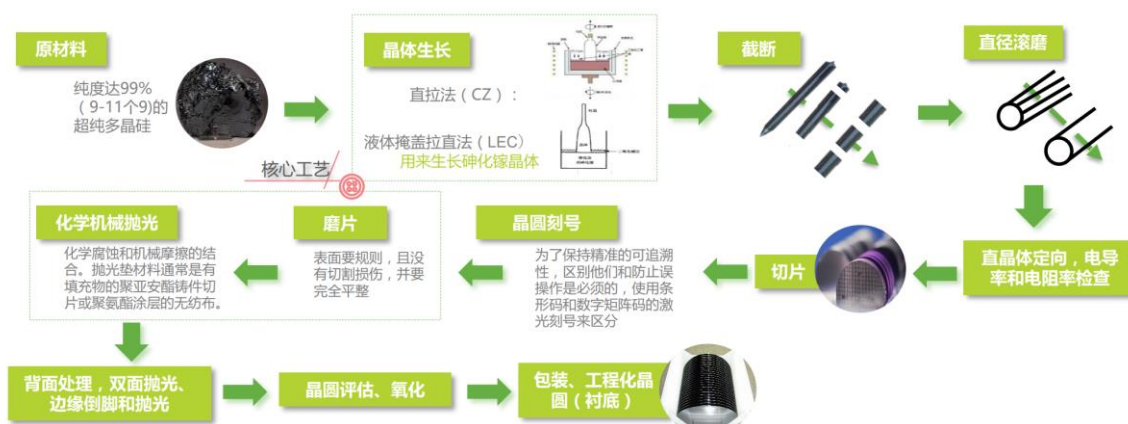 原材料
纯度达99%
（9-11个9)的
超纯多晶硅
晶体生长
直拉法（CZ）：
液体掩盖拉直法（LEC）
用来生长砷化镓晶体
截断
直径滚磨
核心工艺
直晶体定向，电导
率和电阻率检查
切片
晶圆刻号
为了保持精准的可追溯
性，区别他们和防止误
操作是必须的，使用条
形码和数字矩阵码的激
光刻号来区分
磨片
表面要规则，且没
有切割损伤，并要
完全平整
化学机械抛光
化学腐蚀和机械摩擦的结
合。抛光垫材料通常是有
填充物的聚亚安酯铸件切
片或聚氨酯涂层的无纺布。
背面处理，双面抛光、
边缘倒脚和抛光
晶圆评估、氧化
包装、工程化晶
圆（衬底）